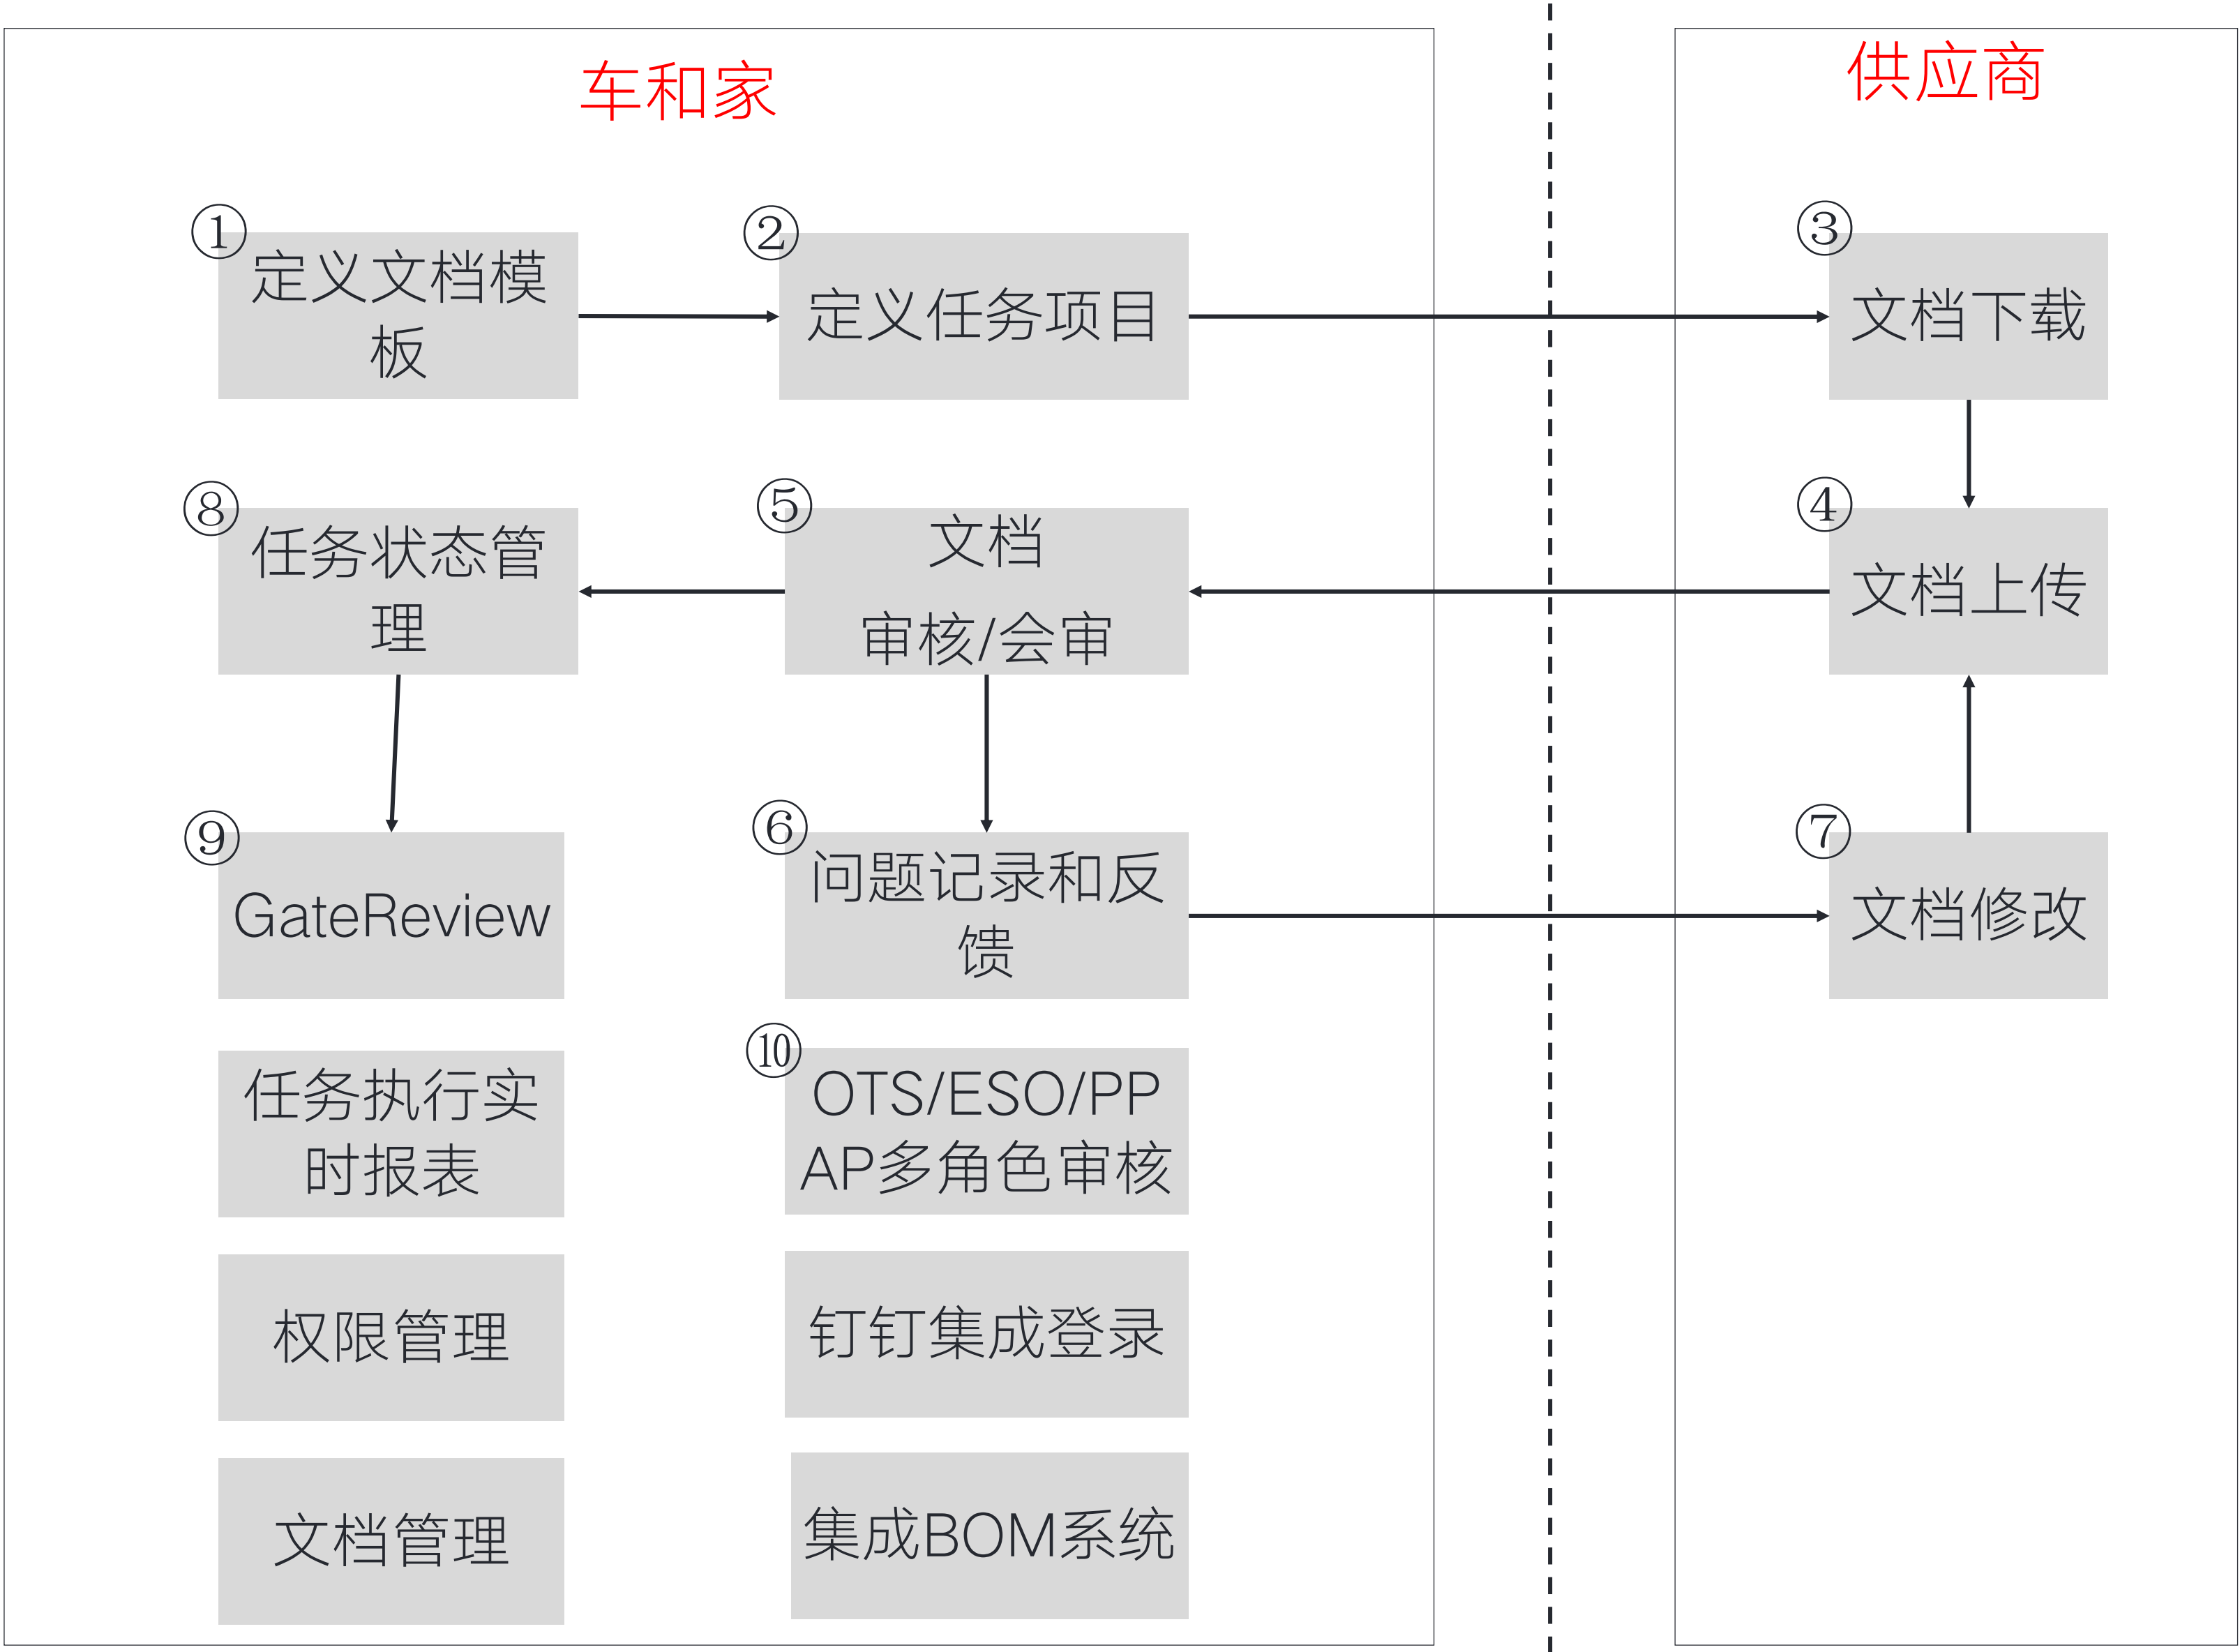 车和家
供应商
①
定义文档模
板
②
定义任务项目
③
文档下载
⑧
任务状态管
理
⑤
文档
审核/会审
④
文档上传
⑨
GateReview
⑥
问题记录和反
馈
⑦
文档修改
任务执行实
时报表
⑩
OTS/ESO/PP
AP多角色审核
权限管理
钉钉集成登录
文档管理
集成BOM系统